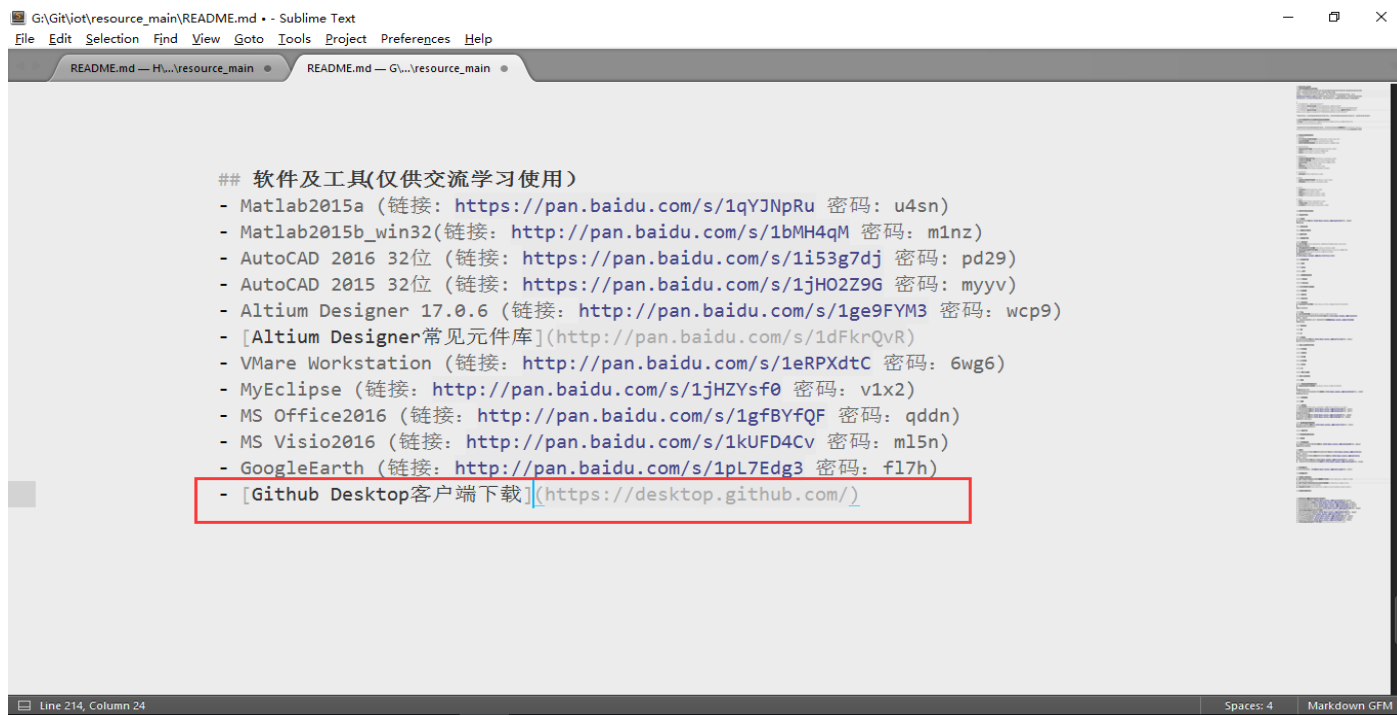 G:\Git\iot\resource_main\README.md • - Sublime Text
File Edit Selection Find View Goto Tools Project Preferences Help
README.md — H\...\resource_main README.md — G\...\resource_main
## 软件及工具(仅供交流学习使用）
- Matlab2015a (链接: https://pan.baidu.com/s/1qYJNpRu 密码: u4sn)
- Matlab2015b_win32(链接：http://pan.baidu.com/s/1bMH4qM 密码：m1nz)
- AutoCAD 2016 32位 (链接: https://pan.baidu.com/s/1i53g7dj 密码: pd29)
- AutoCAD 2015 32位 (链接: https://pan.baidu.com/s/1jHO2Z9G 密码: myyv)
- Altium Designer 17.0.6 (链接：http://pan.baidu.com/s/1ge9FYM3 密码：wcp9)
- [Altium Designer常见元件库](http://pan.baidu.com/s/1dFkrQvR)
- VMare Workstation (链接：http://pan.baidu.com/s/1eRPXdtC 密码：6wg6)
- MyEclipse (链接：http://pan.baidu.com/s/1jHZYsf0 密码：v1x2)
- MS Office2016 (链接：http://pan.baidu.com/s/1gfBYfQF 密码：qddn)
- MS Visio2016 (链接：http://pan.baidu.com/s/1kUFD4Cv 密码：ml5n)
- GoogleEarth (链接：http://pan.baidu.com/s/1pL7Edg3 密码：fl7h)
- [Github Desktop客户端下载](https://desktop.github.com/)
Line 214, Column 24 Spaces: 4 Markdown GFM